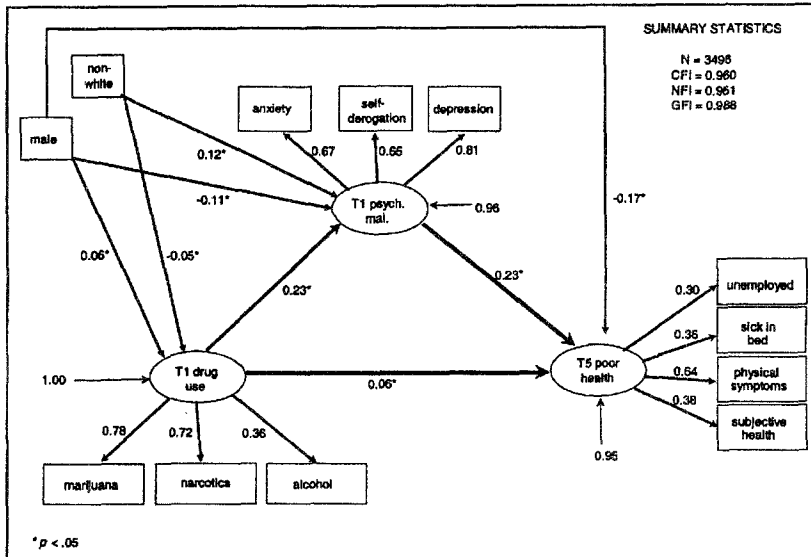 SUMMARY STATISTICS
N = 3498
CFI = 0.960
NFI = 0.951
GFI = 0.988
non-
white
male
anxiety
self-
derogation
depression
0.67
0.65
0.81
0.12*
-0.11*
T1 psych.
mal.
0.96
-0.17*
0.06*
-0.05*
0.23*
0.23*
unemployed
0.30
sick in
bed
0.36
physical
symptoms
0.64
subjective
health
0.38
1.00
T1 drug
use
0.06*
T5 poor
health
0.95
0.78
0.72
0.36
marijuana
narcotics
alcohol
* p < .05